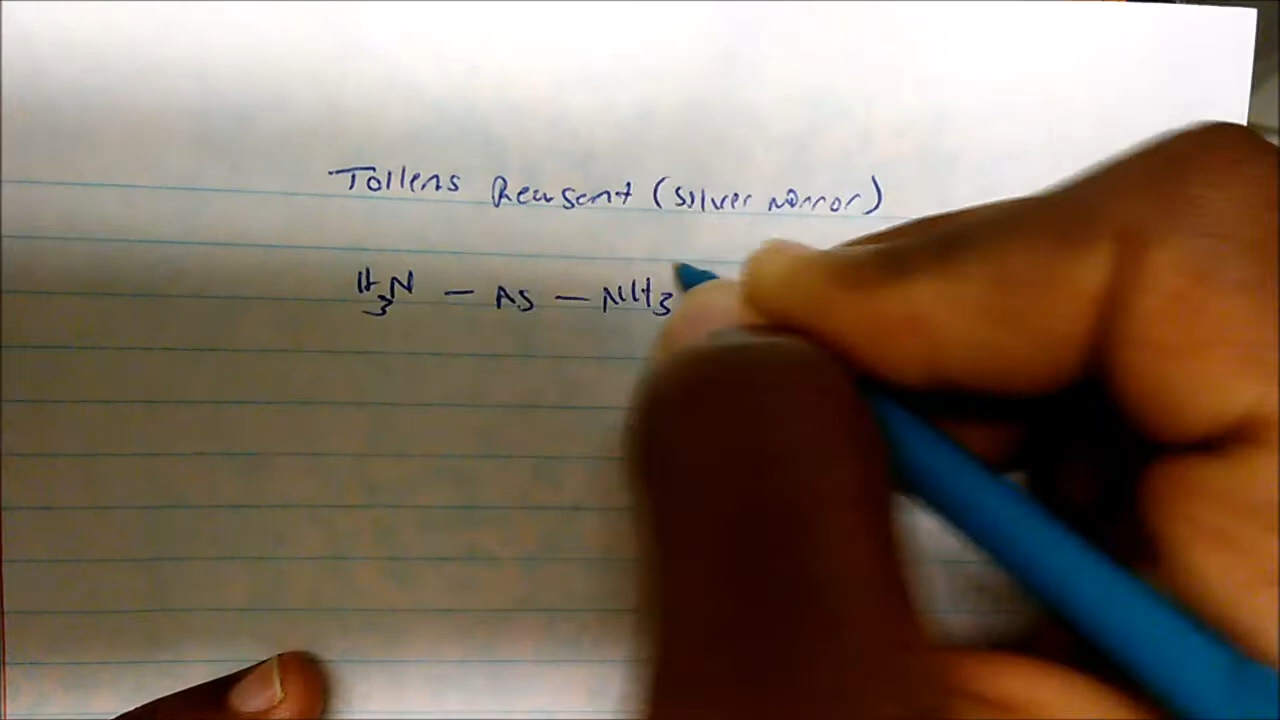 Tollens Reagent (silver mirror)
H3N - Ag - NH3